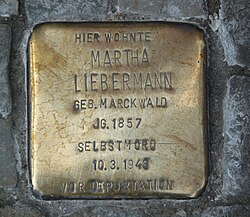 HIER WOHNTE
MARTHA
LIEBERMANN
GEB. MARCKWALD
JG. 1857
SELBSTMORD
10.3.1943
VOR DEPORTATION